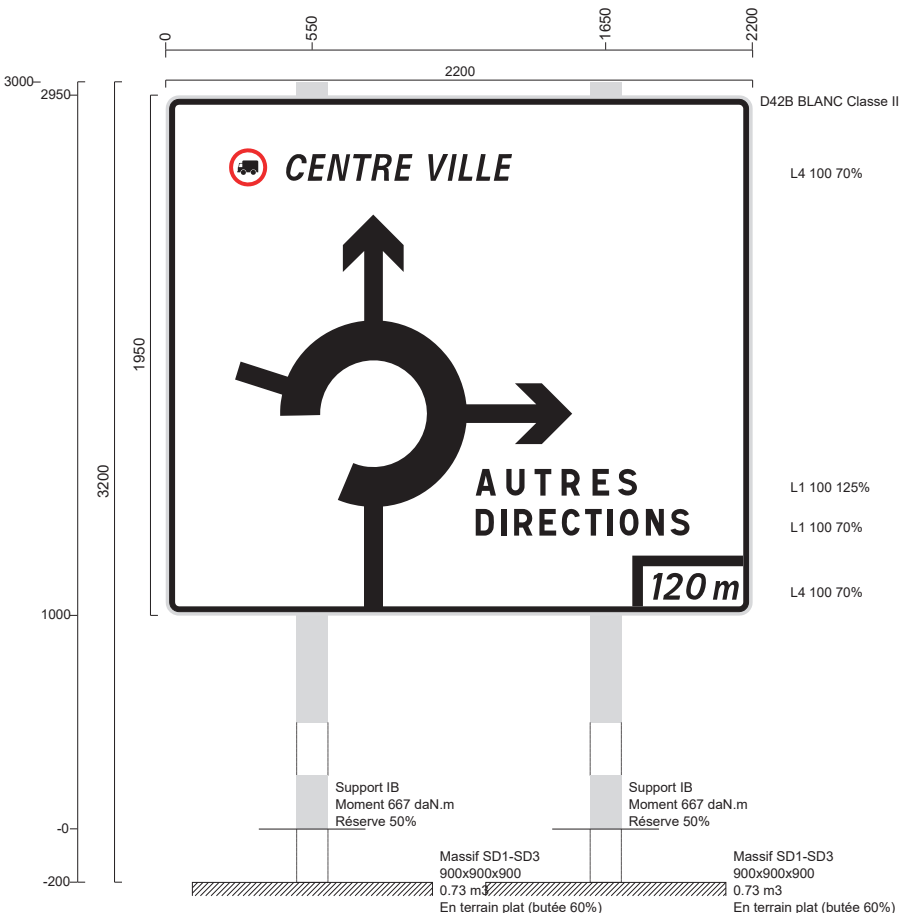 0
550
1650
2200
2200
3000
2950
D42B BLANC Classe II
CENTRE VILLE
L4 100 70%
1950
3200
AUTRES
L1 100 125%
DIRECTIONS
L1 100 70%
120 m
L4 100 70%
1000
Support IB
Moment 667 daN.m
Réserve 50%
Support IB
Moment 667 daN.m
Réserve 50%
-0
-200
Massif SD1-SD3
900x900x900
0.73 m3
En terrain plat (butée 60%)
Massif SD1-SD3
900x900x900
0.73 m3
En terrain plat (butée 60%)